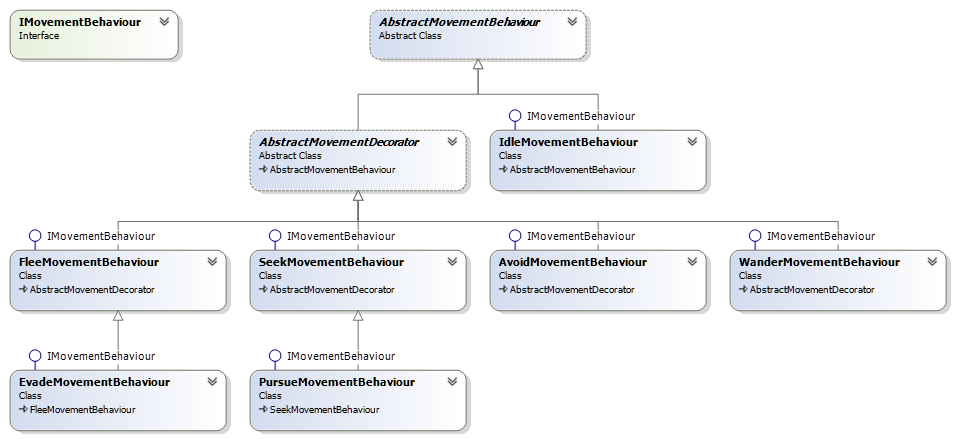 IMovementBehaviour
Interface
AbstractMovementBehaviour
Abstract Class
IMovementBehaviour
AbstractMovementDecorator
Abstract Class
AbstractMovementBehaviour
IdleMovementBehaviour
Class
AbstractMovementBehaviour
IMovementBehaviour
IMovementBehaviour
IMovementBehaviour
IMovementBehaviour
FleeMovementBehaviour
Class
AbstractMovementDecorator
SeekMovementBehaviour
Class
AbstractMovementDecorator
AvoidMovementBehaviour
Class
AbstractMovementDecorator
WanderMovementBehaviour
Class
AbstractMovementDecorator
IMovementBehaviour
IMovementBehaviour
EvadeMovementBehaviour
Class
FleeMovementBehaviour
PursueMovementBehaviour
Class
SeekMovementBehaviour